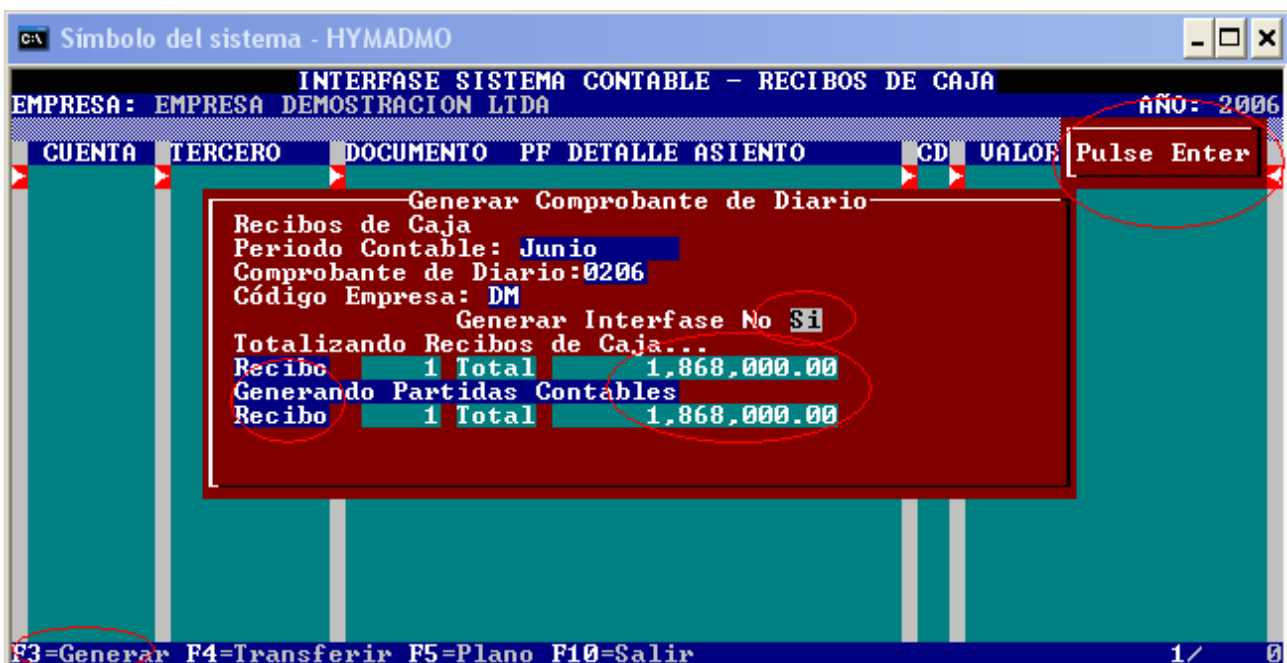 Símbolo del sistema - HYMADMO
INTERFASE SISTEMA CONTABLE - RECIBOS DE CAJA
EMPRESA: EMPRESA DEMOSTRACION LTDA AÑO: 2006
CUENTA TERCERO DOCUMENTO PF DETALLE ASIENTO CD VALOR
Pulse Enter
Generar Comprobante de Diario
Recibos de Caja
Periodo Contable: Junio
Comprobante de Diario:0206
Código Empresa: DM
Generar Interfase No Si
Totalizando Recibos de Caja...
Recibo 1 Total 1,868,000.00
Generando Partidas Contables
Recibo 1 Total 1,868,000.00
F3=Generar F4=Transferir F5=Plano F10=Salir 1/ 0